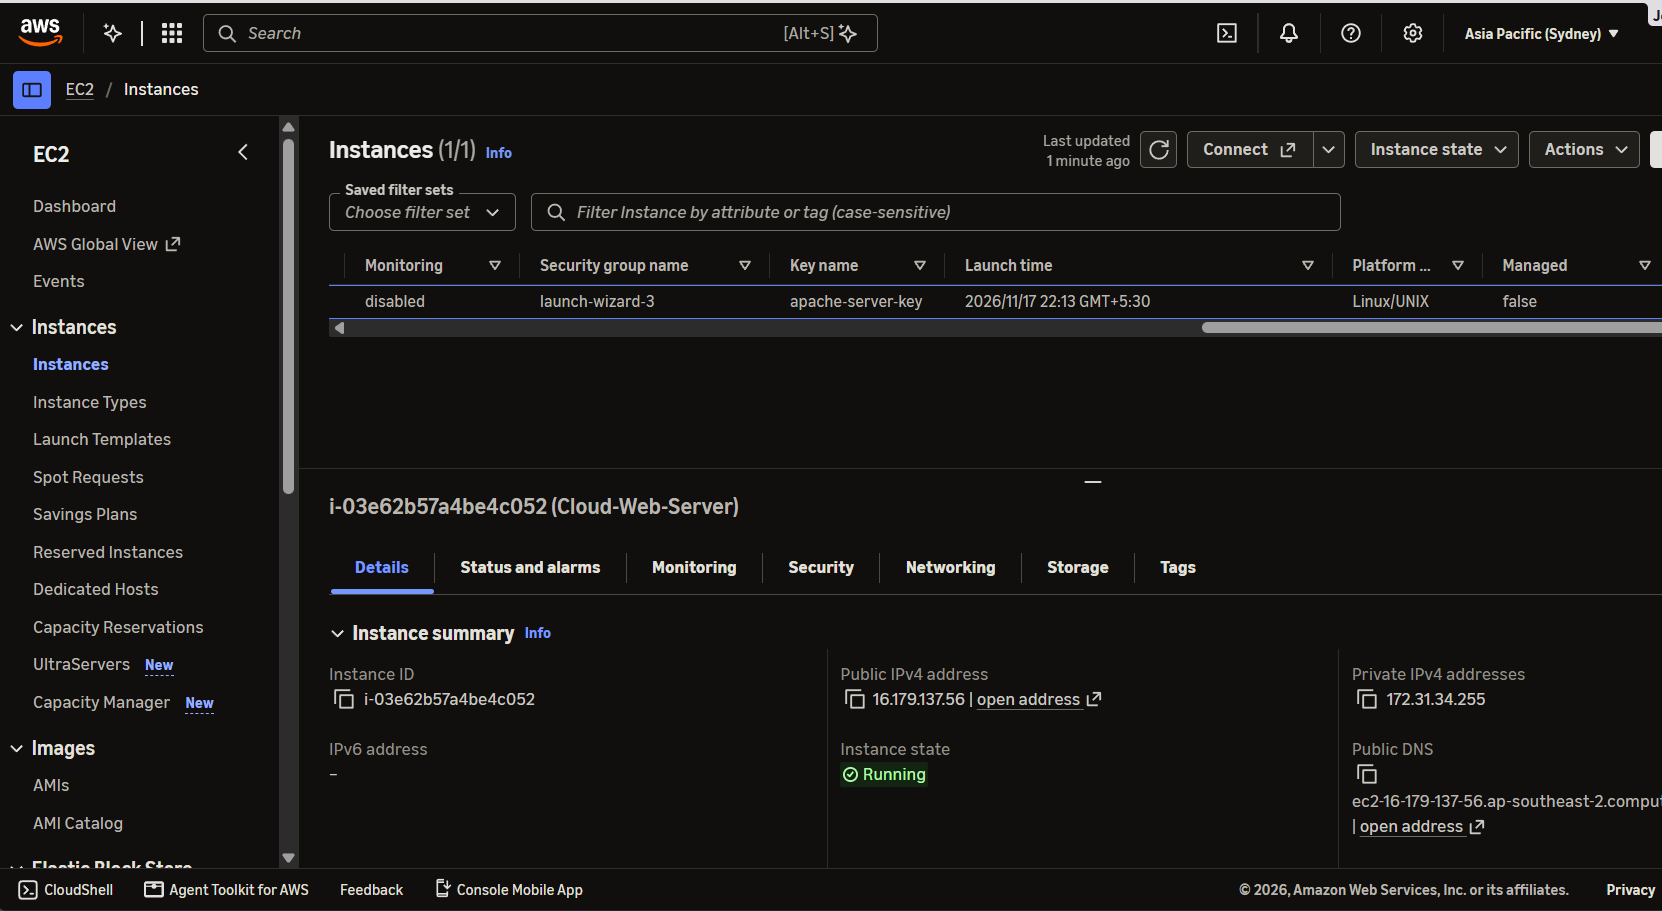 aws
Search [Alt+S]
Asia Pacific (Sydney)
EC2 / Instances
EC2
Dashboard
AWS Global View
Events
Instances
Instances
Instance Types
Launch Templates
Spot Requests
Savings Plans
Reserved Instances
Dedicated Hosts
Capacity Reservations
UltraServers New
Capacity Manager New
Images
AMIs
AMI Catalog
Elastic Block Store
Instances (1/1) Info
Last updated
1 minute ago
Connect
Instance state
Actions
Saved filter sets
Choose filter set
Filter Instance by attribute or tag (case-sensitive)
Monitoring Security group name Key name Launch time Platform ... Managed
disabled launch-wizard-3 apache-server-key 2026/11/17 22:13 GMT+5:30 Linux/UNIX false
i-03e62b57a4be4c052 (Cloud-Web-Server)
Details Status and alarms Monitoring Security Networking Storage Tags
Instance summary Info
Instance ID
i-03e62b57a4be4c052
Public IPv4 address
16.179.137.56 | open address
Private IPv4 addresses
172.31.34.255
IPv6 address
–
Instance state
Running
Public DNS
ec2-16-179-137-56.ap-southeast-2.comput
| open address
CloudShell Agent Toolkit for AWS Feedback Console Mobile App
© 2026, Amazon Web Services, Inc. or its affiliates. Privacy